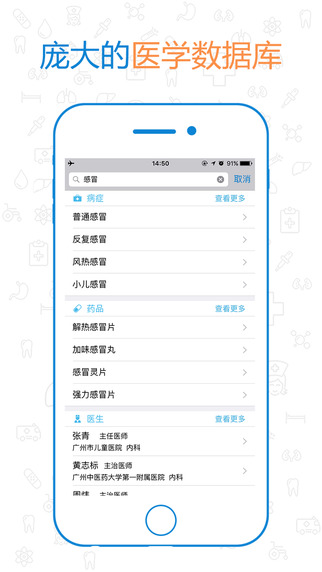 庞大的医学数据库
14:50 91%
感冒 取消
病症 查看更多
普通感冒
反复感冒
风热感冒
小儿感冒
药品 查看更多
解热感冒片
加味感冒丸
感冒灵片
强力感冒片
医生 查看更多
张青 主任医师
广州市儿童医院 内科
黄志标 主治医师
广州中医药大学第一附属医院 内科